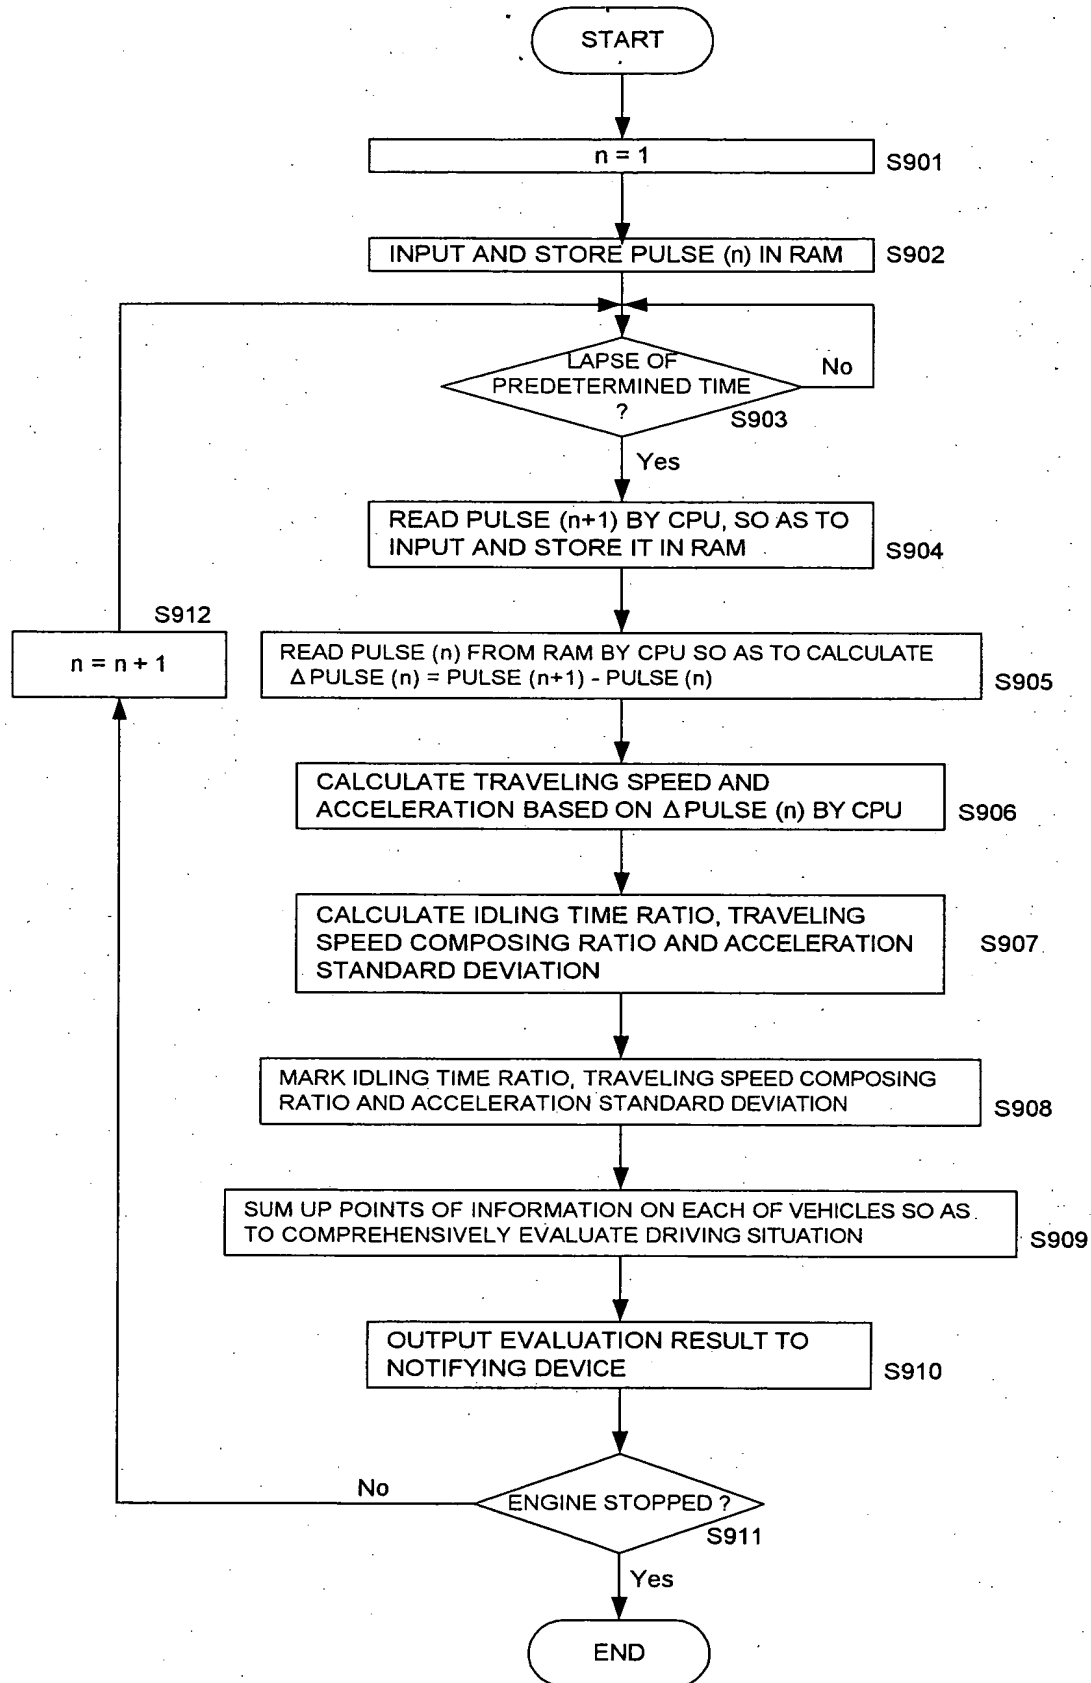 START
n = 1
S901
INPUT AND STORE PULSE (n) IN RAM
S902
LAPSE OF
PREDETERMINED TIME
?
No
S903
Yes
READ PULSE (n+1) BY CPU, SO AS TO
INPUT AND STORE IT IN RAM
S904
S912
n = n + 1
READ PULSE (n) FROM RAM BY CPU SO AS TO CALCULATE
Δ PULSE (n) = PULSE (n+1) - PULSE (n)
S905
CALCULATE TRAVELING SPEED AND
ACCELERATION BASED ON Δ PULSE (n) BY CPU
S906
CALCULATE IDLING TIME RATIO, TRAVELING
SPEED COMPOSING RATIO AND ACCELERATION
STANDARD DEVIATION
S907
MARK IDLING TIME RATIO, TRAVELING SPEED COMPOSING
RATIO AND ACCELERATION STANDARD DEVIATION
S908
SUM UP POINTS OF INFORMATION ON EACH OF VEHICLES SO AS
TO COMPREHENSIVELY EVALUATE DRIVING SITUATION
S909
OUTPUT EVALUATION RESULT TO
NOTIFYING DEVICE
S910
No
ENGINE STOPPED ?
S911
Yes
END